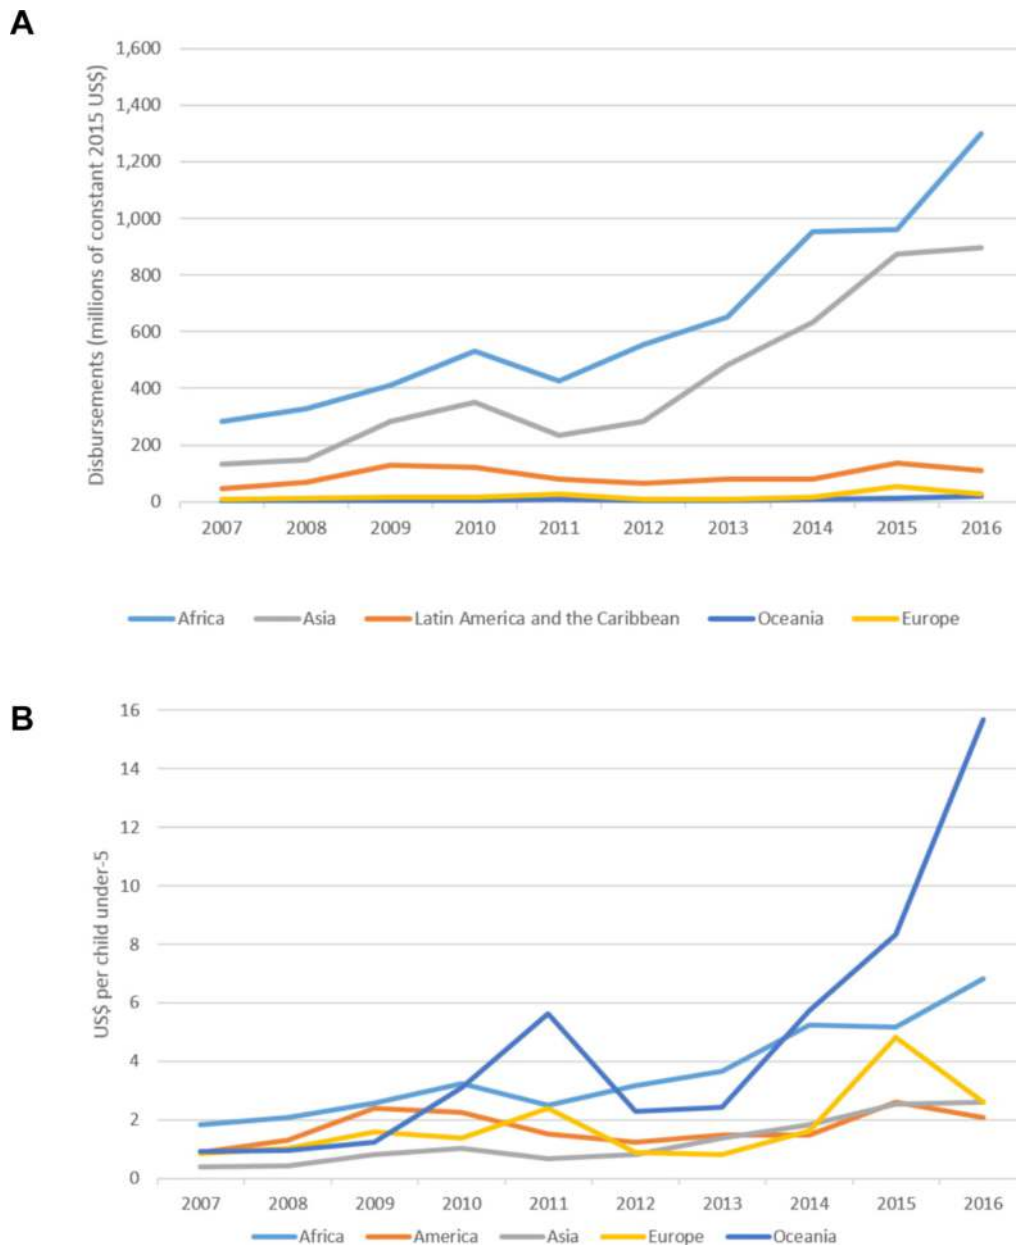 A
Disbursements (millions of constant 2015 US$)
1,600
1,400
1,200
1,000
800
600
400
200
0
2007 2008 2009 2010 2011 2012 2013 2014 2015 2016
Africa Asia Latin America and the Caribbean Oceania Europe
B
US$ per child under-5
16
14
12
10
8
6
4
2
0
2007 2008 2009 2010 2011 2012 2013 2014 2015 2016
Africa America Asia Europe Oceania